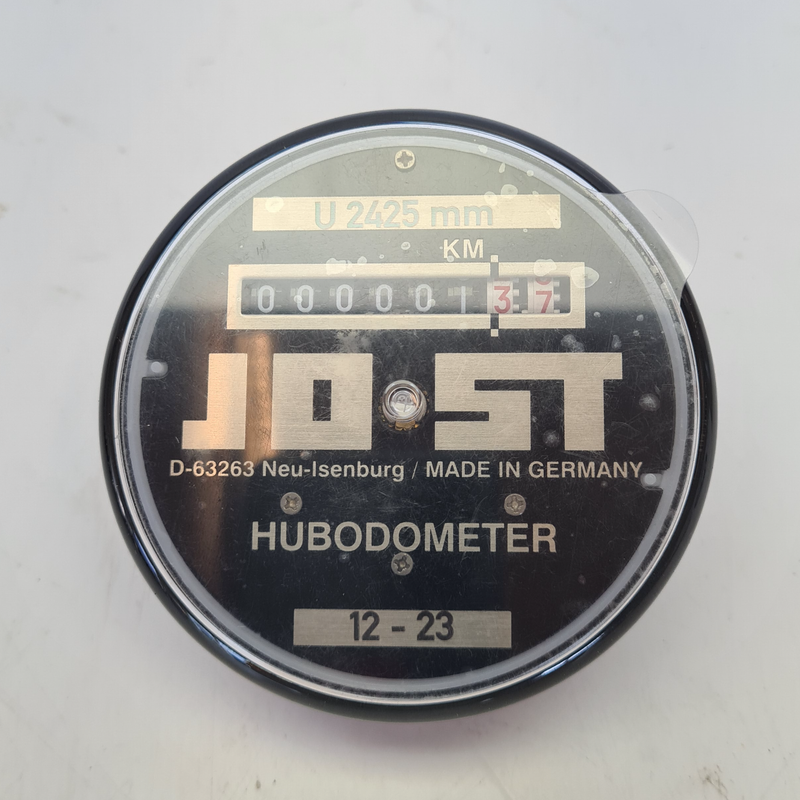 U 2425 mm
KM
00000137
JOST
D-63263 Neu-Isenburg / MADE IN GERMANY
HUBODOMETER
12 - 23